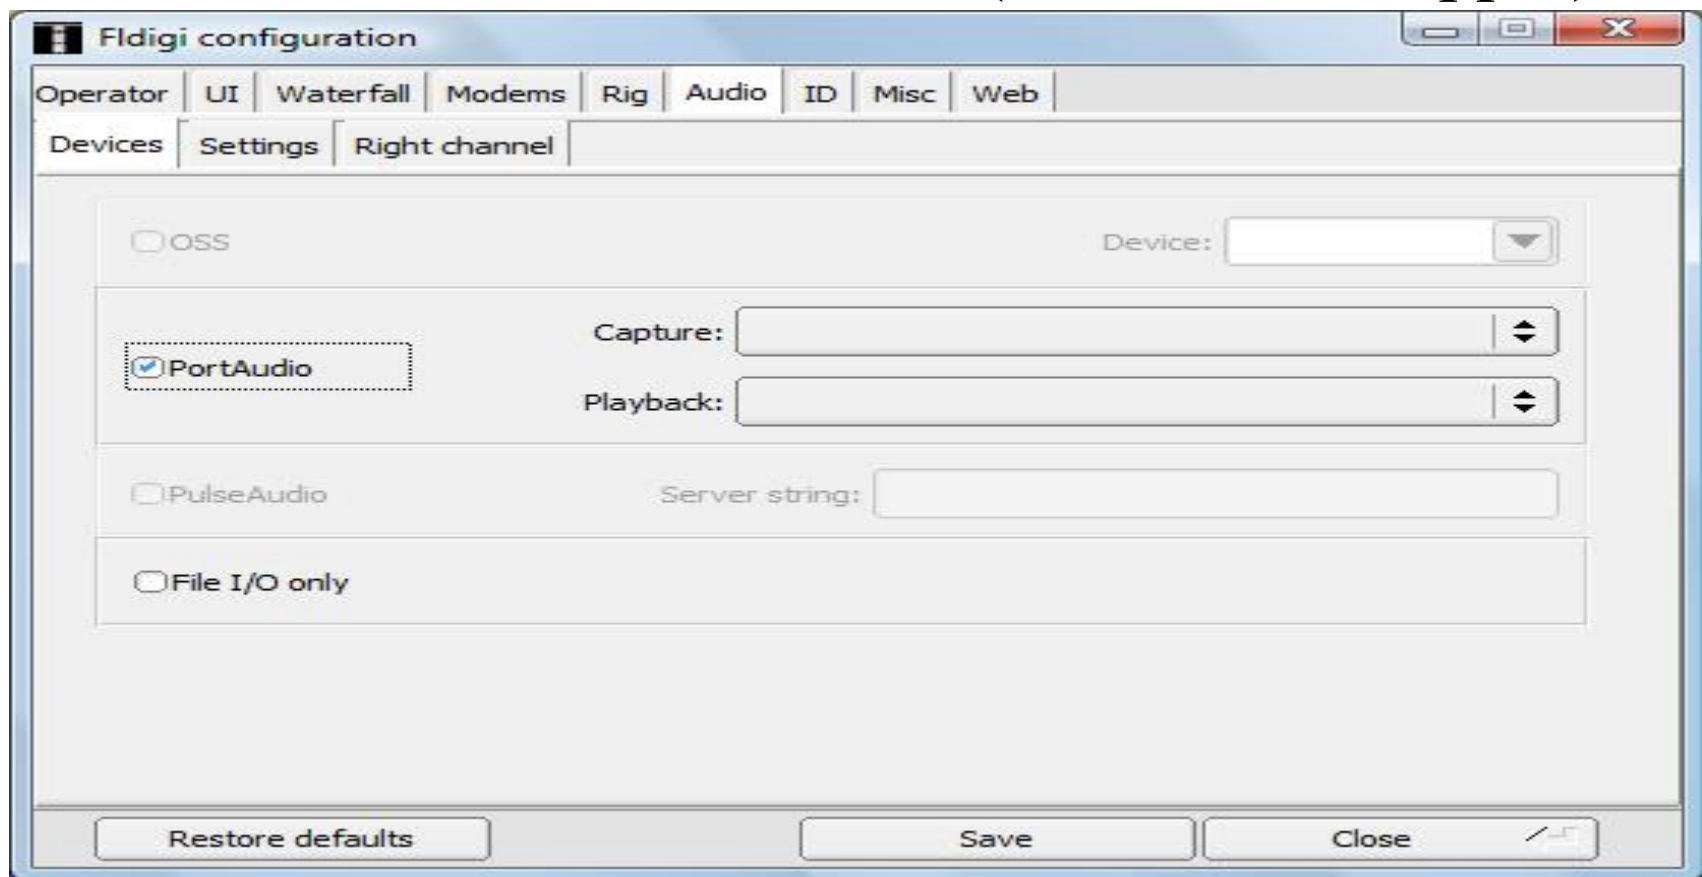 Fldigi configuration
Operator UI Waterfall Modems Rig Audio ID Misc Web
Devices Settings Right channel
OSS Device:
Capture:
PortAudio
Playback:
PulseAudio Server string:
File I/O only
Restore defaults Save Close